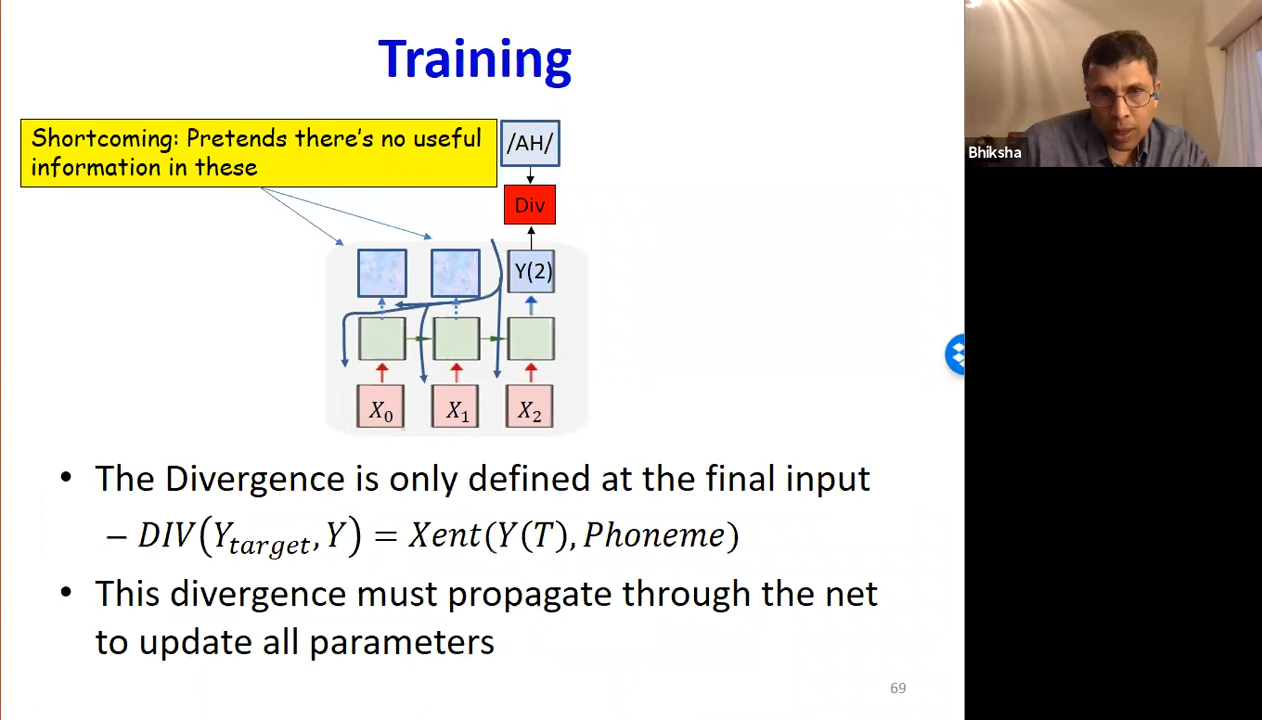 Training
Shortcoming: Pretends there's no useful
information in these
/AH/
Div
Y(2)
X₀ X₁ X₂
• The Divergence is only defined at the final input
– DIV(Y_target, Y) = Xent(Y(T), Phoneme)
• This divergence must propagate through the net
to update all parameters
69
Bhiksha